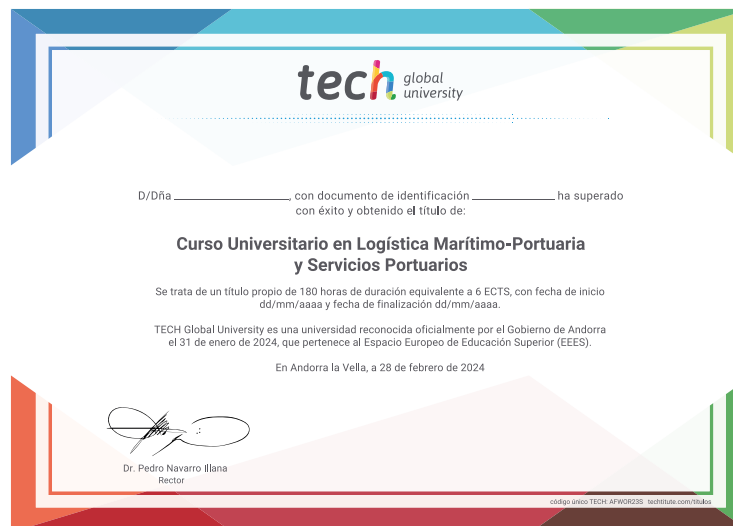 tech global university
D/Dña ______________, con documento de identificación __________ ha superado
con éxito y obtenido el título de:
Curso Universitario en Logística Marítimo-Portuaria
y Servicios Portuarios
Se trata de un título propio de 180 horas de duración equivalente a 6 ECTS, con fecha de inicio
dd/mm/aaaa y fecha de finalización dd/mm/aaaa.
TECH Global University es una universidad reconocida oficialmente por el Gobierno de Andorra
el 31 de enero de 2024, que pertenece al Espacio Europeo de Educación Superior (EEES).
En Andorra la Vella, a 28 de febrero de 2024
Dr. Pedro Navarro Illana
Rector
código único TECH: AFWOR23S techtitute.com/titulos